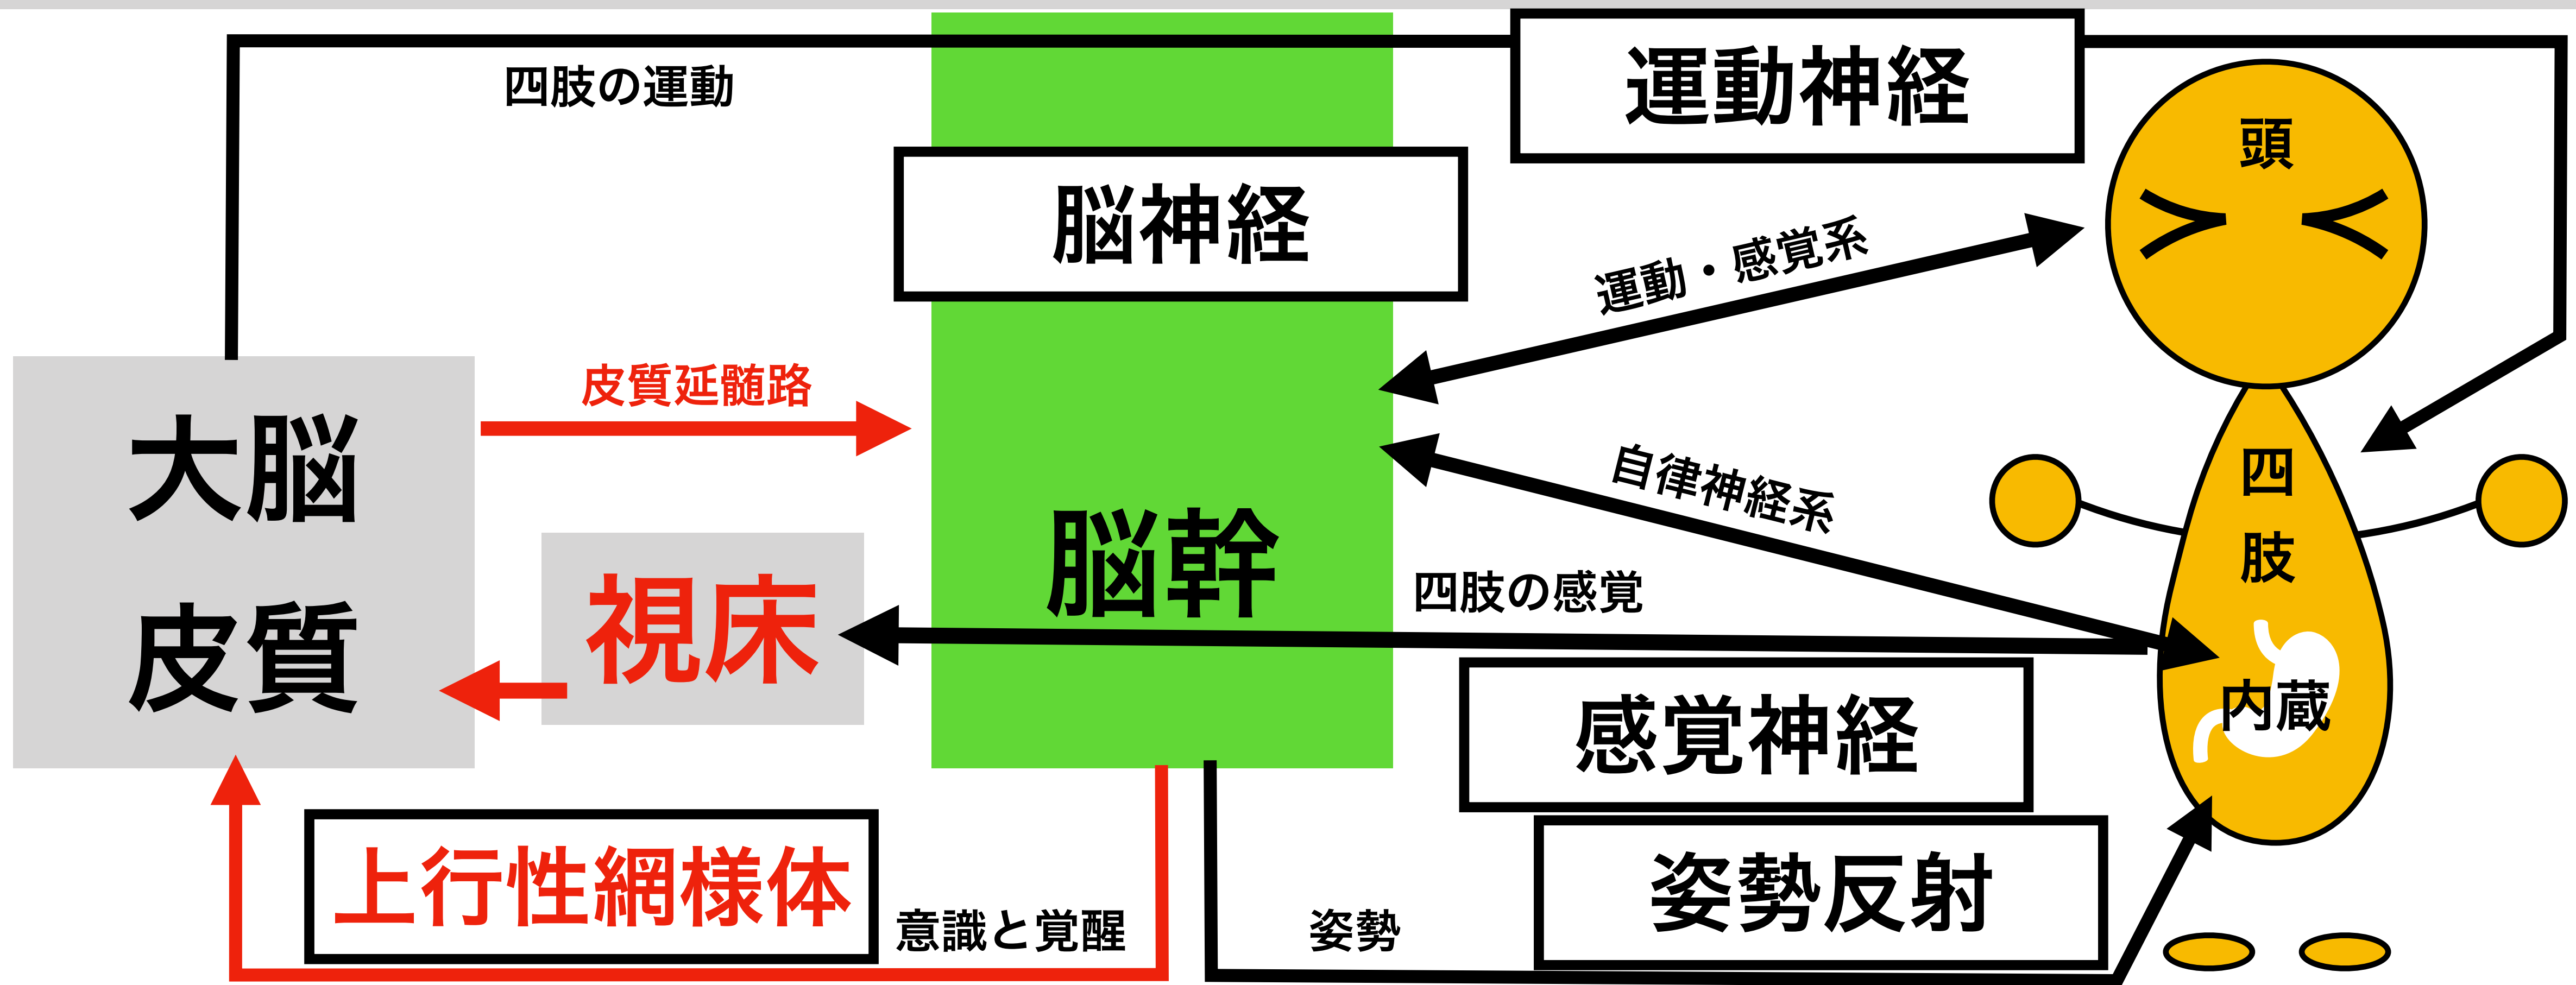 運動神経
四肢の運動
頭
脳神経
運動・感覚系
皮質延髄路
大脳
皮質
自律神経系
四
肢
脳幹
視床
四肢の感覚
内蔵
感覚神経
上行性網様体
姿勢反射
意識と覚醒
姿勢